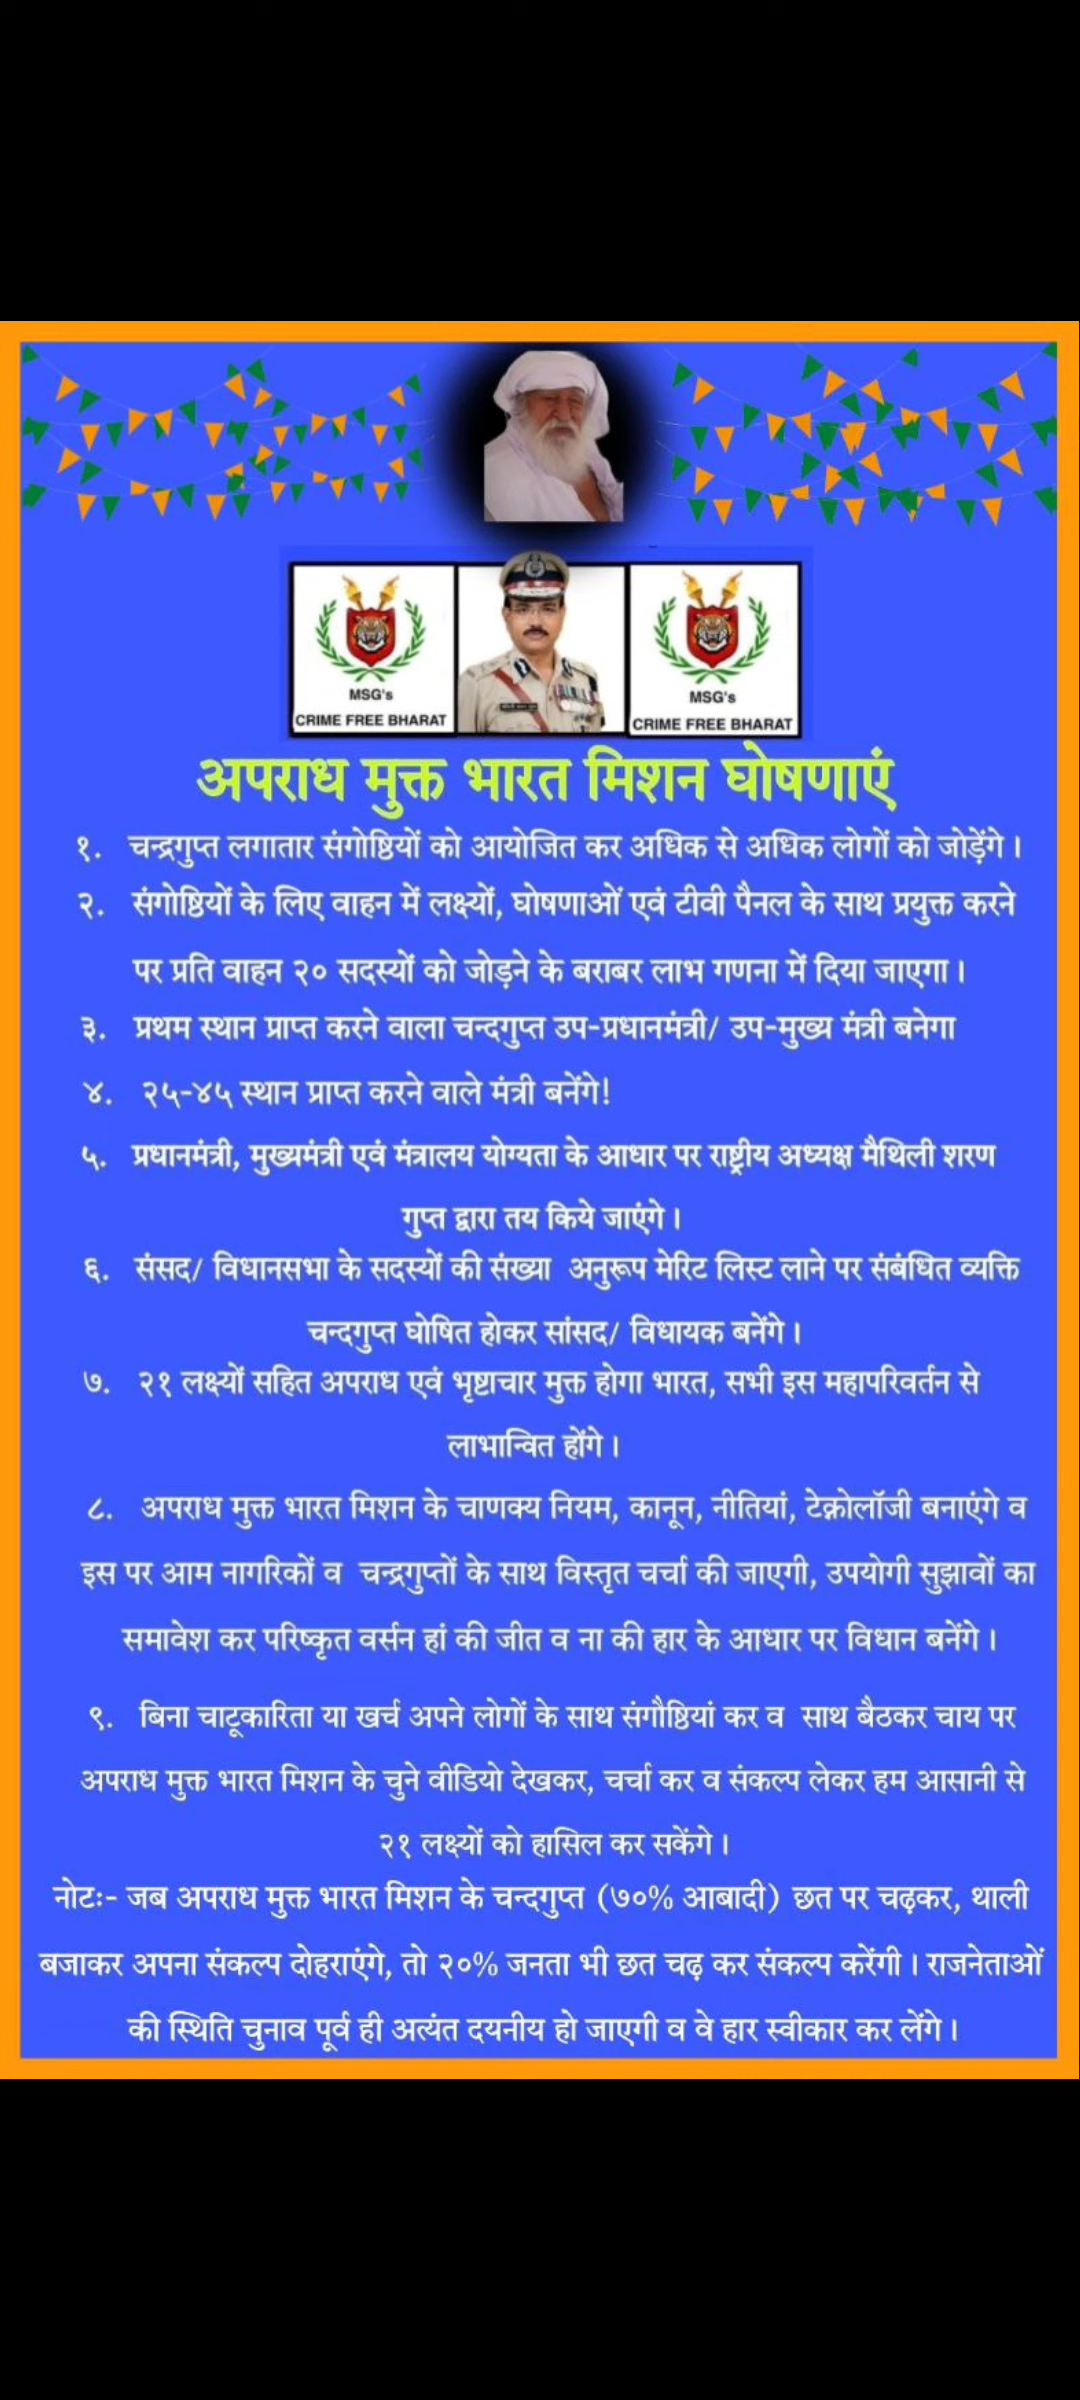 MSG's
CRIME FREE BHARAT
MSG's
CRIME FREE BHARAT
अपराध मुक्त भारत मिशन घोषणाएं
१. चन्द्रगुप्त लगातार संगोष्ठियों को आयोजित कर अधिक से अधिक लोगों को जोड़ेंगे।
२. संगोष्ठियों के लिए वाहन में लक्ष्यों, घोषणाओं एवं टीवी पैनल के साथ प्रयुक्त करने
पर प्रति वाहन २० सदस्यों को जोड़ने के बराबर लाभ गणना में दिया जाएगा।
३. प्रथम स्थान प्राप्त करने वाला चन्दगुप्त उप-प्रधानमंत्री/ उप-मुख्य मंत्री बनेगा
४. २५-४५ स्थान प्राप्त करने वाले मंत्री बनेंगे!
५. प्रधानमंत्री, मुख्यमंत्री एवं मंत्रालय योग्यता के आधार पर राष्ट्रीय अध्यक्ष मैथिली शरण
गुप्त द्वारा तय किये जाएंगे।
६. संसद/ विधानसभा के सदस्यों की संख्या अनुरूप मेरिट लिस्ट लाने पर संबंधित व्यक्ति
चन्दगुप्त घोषित होकर सांसद/ विधायक बनेंगे।
७. २१ लक्ष्यों सहित अपराध एवं भृष्टाचार मुक्त होगा भारत, सभी इस महापरिवर्तन से
लाभान्वित होंगे।
८. अपराध मुक्त भारत मिशन के चाणक्य नियम, कानून, नीतियां, टेक्नोलॉजी बनाएंगे व
इस पर आम नागरिकों व चन्द्रगुप्तों के साथ विस्तृत चर्चा की जाएगी, उपयोगी सुझावों का
समावेश कर परिष्कृत वर्सन हां की जीत व ना की हार के आधार पर विधान बनेंगे।
९. बिना चाटूकारिता या खर्च अपने लोगों के साथ संगौष्ठियां कर व साथ बैठकर चाय पर
अपराध मुक्त भारत मिशन के चुने वीडियो देखकर, चर्चा कर व संकल्प लेकर हम आसानी से
२१ लक्ष्यों को हासिल कर सकेंगे।
नोटः- जब अपराध मुक्त भारत मिशन के चन्दगुप्त (७०% आबादी) छत पर चढ़कर, थाली
बजाकर अपना संकल्प दोहराएंगे, तो २०% जनता भी छत चढ़ कर संकल्प करेंगी। राजनेताओं
की स्थिति चुनाव पूर्व ही अत्यंत दयनीय हो जाएगी व वे हार स्वीकार कर लेंगे।